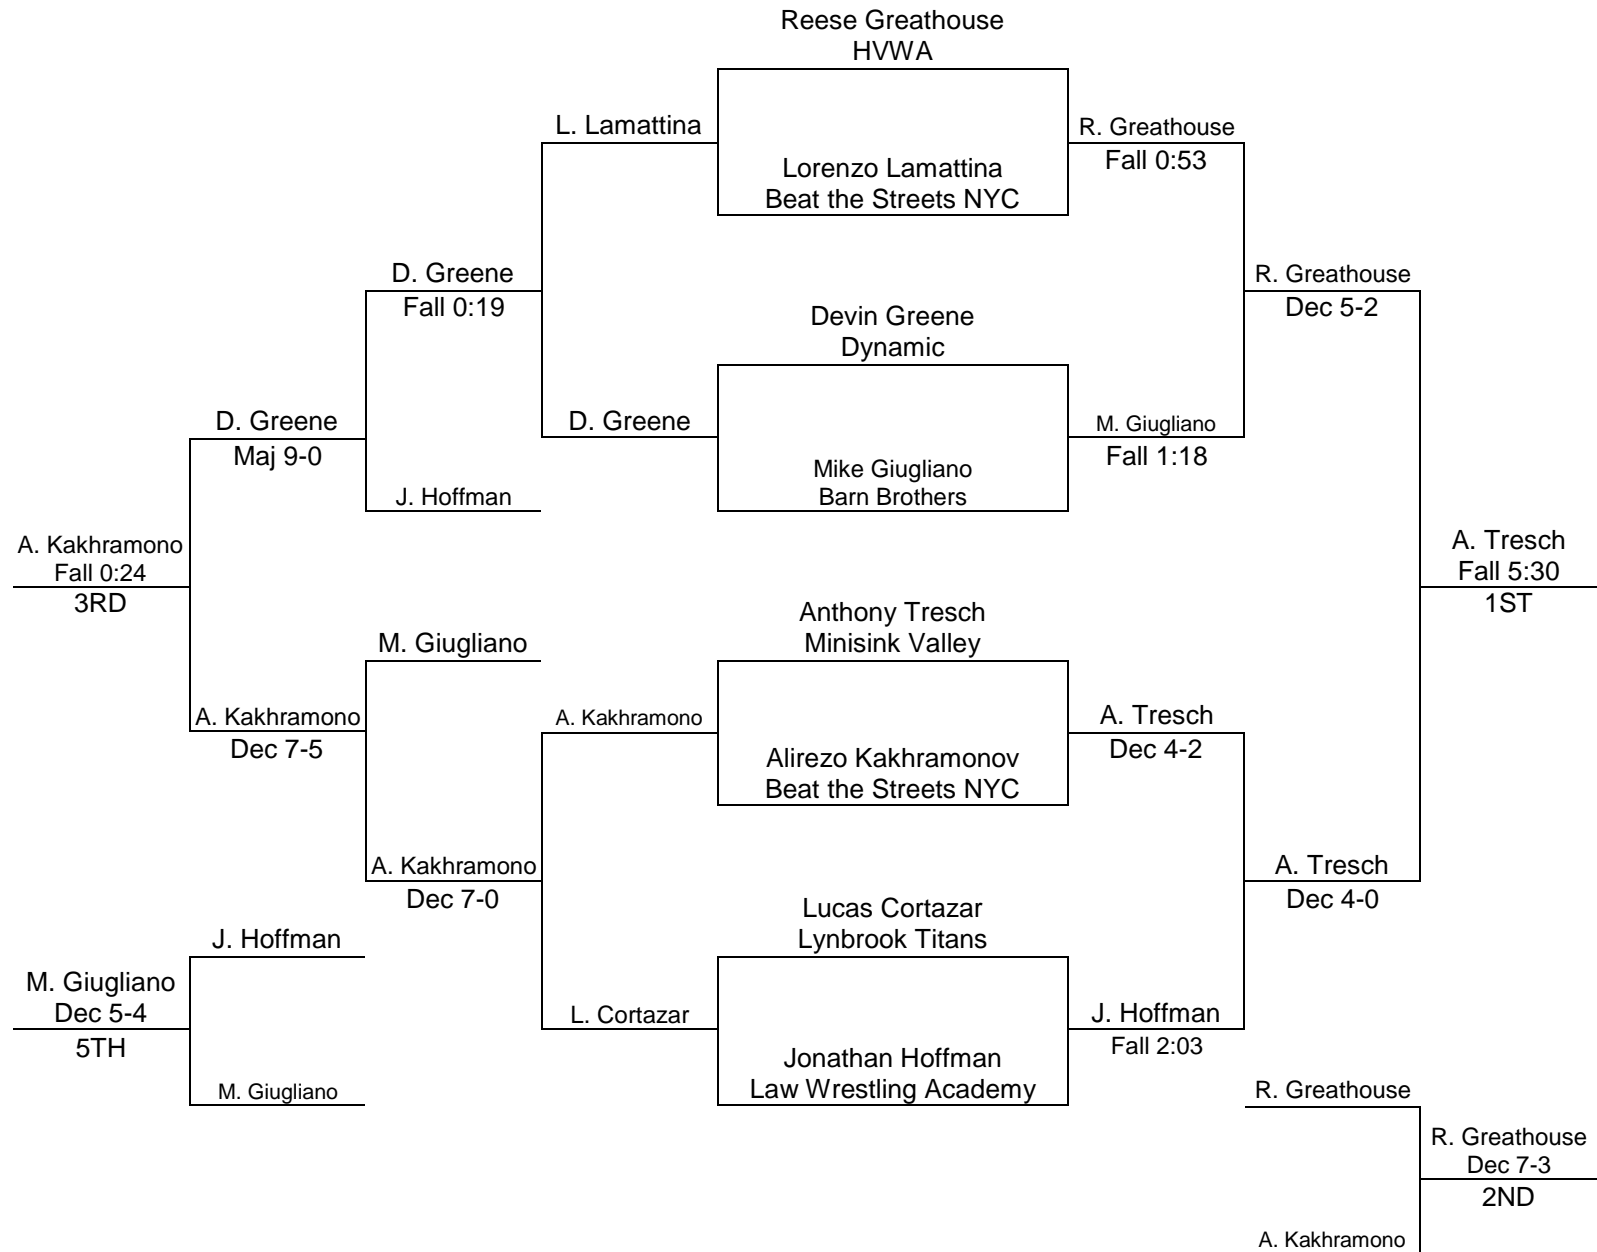 Reese Greathouse
HVWA
L. Lamattina
R. Greathouse
Fall 0:53
Lorenzo Lamattina
Beat the Streets NYC
D. Greene
Fall 0:19
R. Greathouse
Dec 5-2
Devin Greene
Dynamic
D. Greene
Maj 9-0
D. Greene
M. Giugliano
Fall 1:18
Mike Giugliano
Barn Brothers
J. Hoffman
A. Kakhramono
Fall 0:24
3RD
A. Tresch
Fall 5:30
1ST
Anthony Tresch
Minisink Valley
M. Giugliano
A. Kakhramono
Dec 7-5
A. Kakhramono
A. Tresch
Dec 4-2
Alirezo Kakhramonov
Beat the Streets NYC
A. Kakhramono
Dec 7-0
A. Tresch
Dec 4-0
Lucas Cortazar
Lynbrook Titans
J. Hoffman
M. Giugliano
Dec 5-4
5TH
L. Cortazar
J. Hoffman
Fall 2:03
Jonathan Hoffman
Law Wrestling Academy
M. Giugliano
R. Greathouse
R. Greathouse
Dec 7-3
2ND
A. Kakhramono